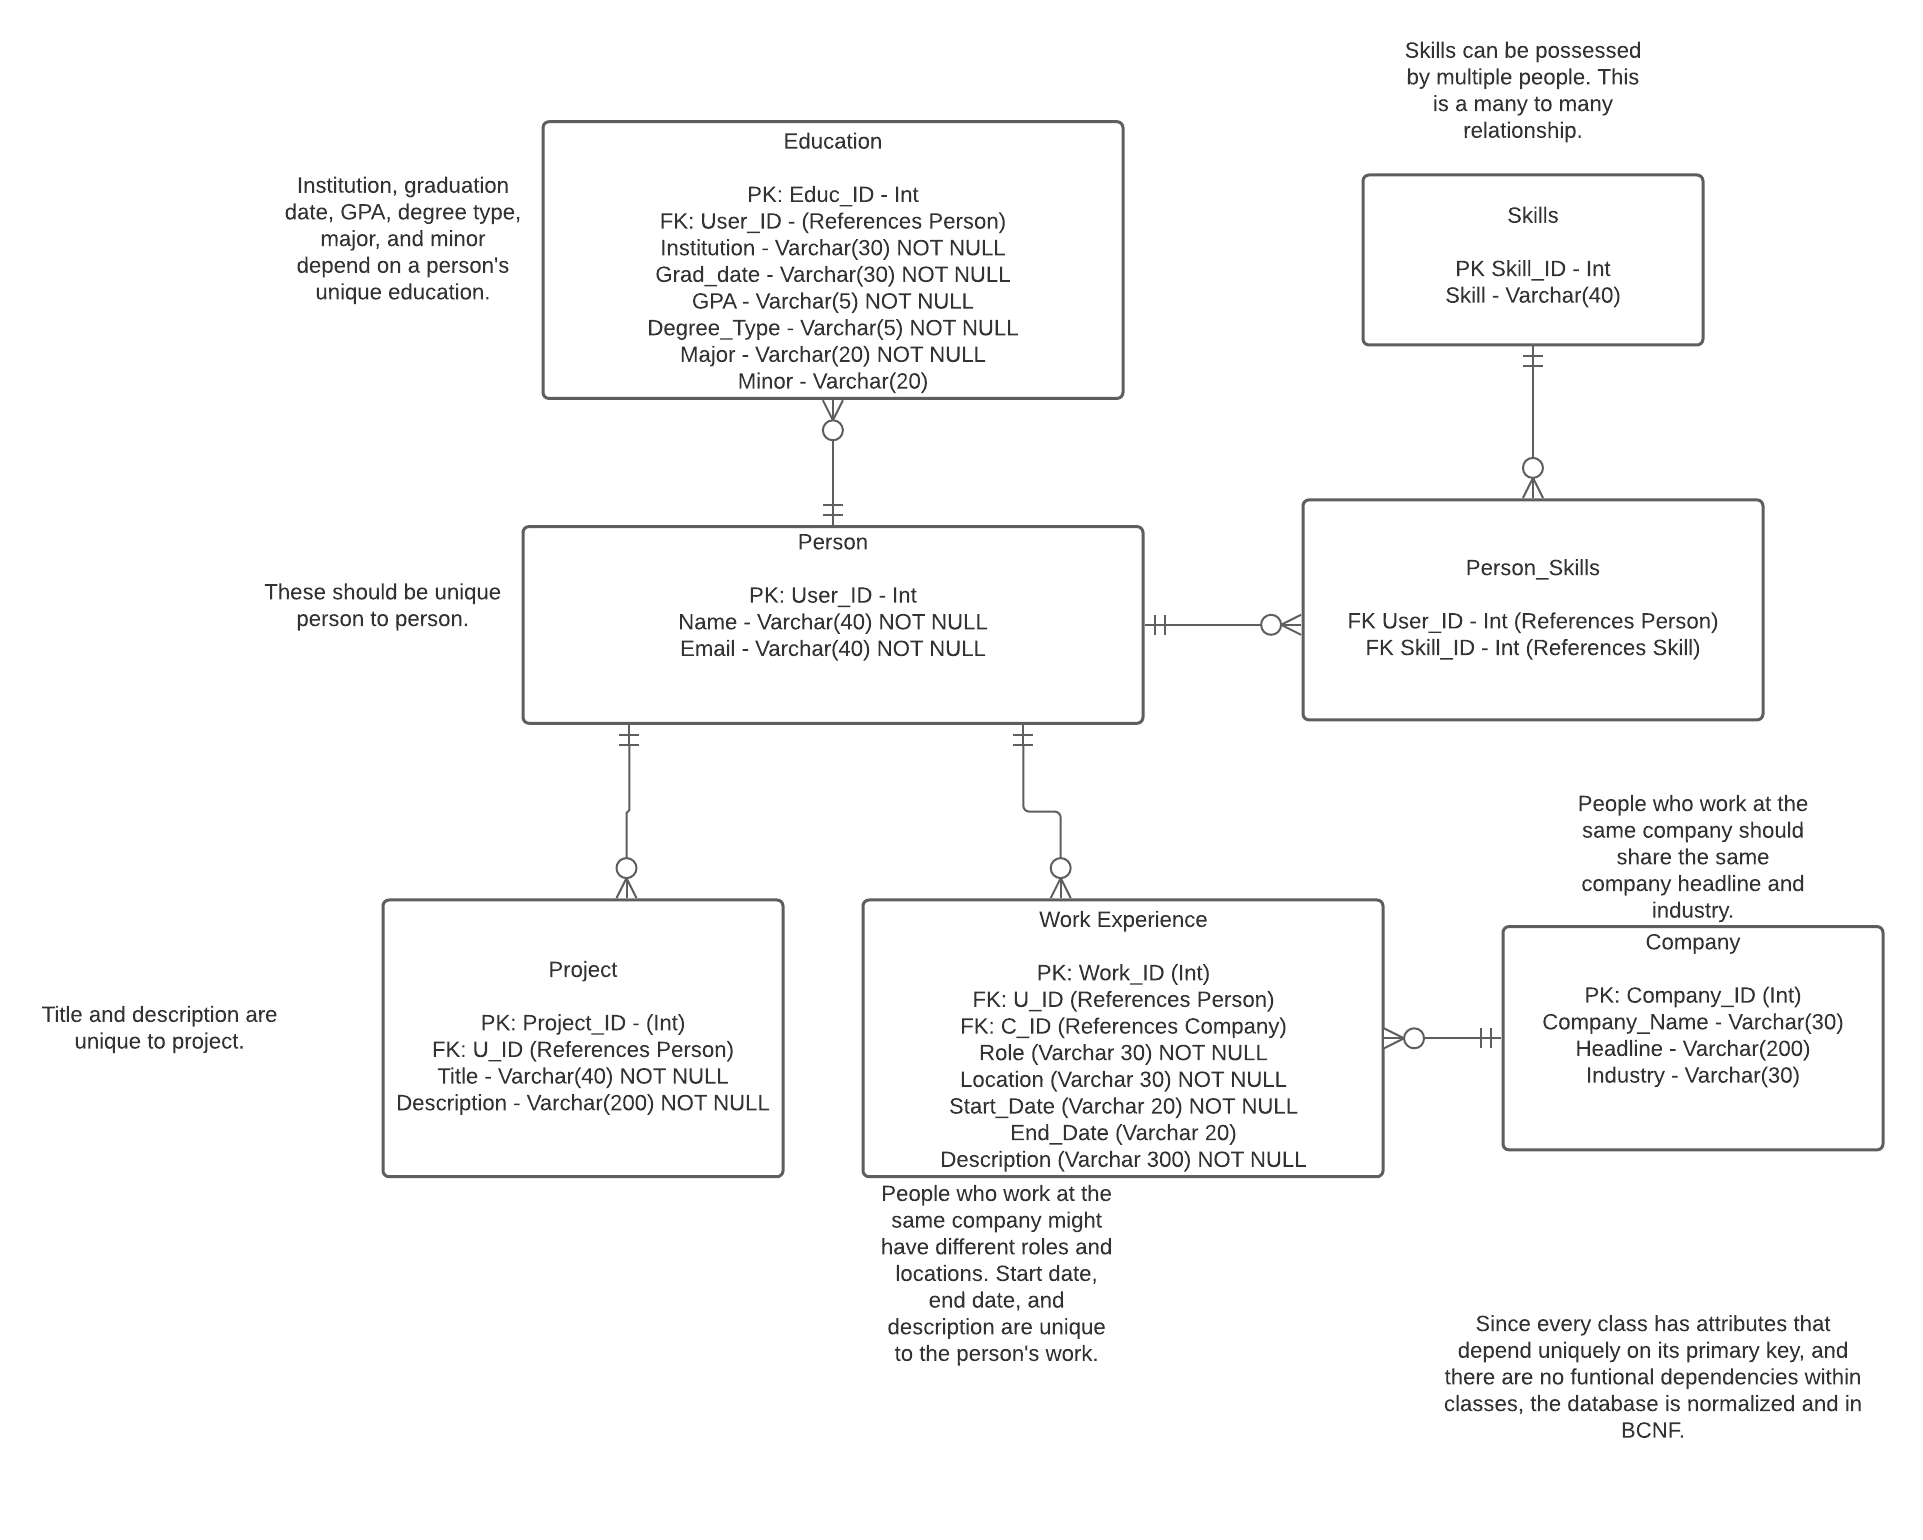 Skills can be possessed
by multiple people. This
is a many to many
relationship.
Education
PK: Educ_ID - Int
FK: User_ID - (References Person)
Institution - Varchar(30) NOT NULL
Grad_date - Varchar(30) NOT NULL
GPA - Varchar(5) NOT NULL
Degree_Type - Varchar(5) NOT NULL
Major - Varchar(20) NOT NULL
Minor - Varchar(20)
Institution, graduation
date, GPA, degree type,
major, and minor
depend on a person's
unique education.
Skills
PK Skill_ID - Int
Skill - Varchar(40)
Person
PK: User_ID - Int
Name - Varchar(40) NOT NULL
Email - Varchar(40) NOT NULL
These should be unique
person to person.
Person_Skills
FK User_ID - Int (References Person)
FK Skill_ID - Int (References Skill)
People who work at the
same company should
share the same
company headline and
industry.
Project
PK: Project_ID - (Int)
FK: U_ID (References Person)
Title - Varchar(40) NOT NULL
Description - Varchar(200) NOT NULL
Title and description are
unique to project.
Work Experience
PK: Work_ID (Int)
FK: U_ID (References Person)
FK: C_ID (References Company)
Role (Varchar 30) NOT NULL
Location (Varchar 30) NOT NULL
Start_Date (Varchar 20) NOT NULL
End_Date (Varchar 20)
Description (Varchar 300) NOT NULL
Company
PK: Company_ID (Int)
Company_Name - Varchar(30)
Headline - Varchar(200)
Industry - Varchar(30)
People who work at the
same company might
have different roles and
locations. Start date,
end date, and
description are unique
to the person's work.
Since every class has attributes that
depend uniquely on its primary key, and
there are no funtional dependencies within
classes, the database is normalized and in
BCNF.